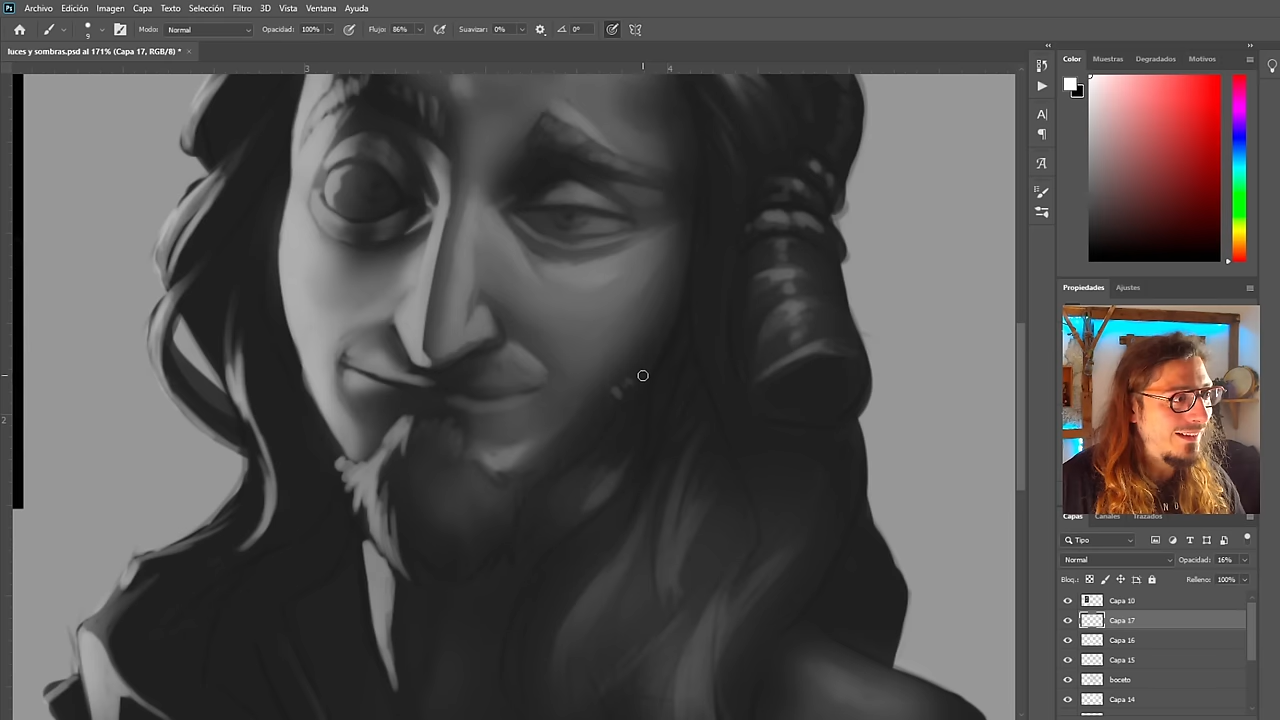 Archivo Edición Imagen Capa Texto Selección Filtro 3D Vista Ventana Ayuda
9 Modo: Normal Opacidad: 100% Flujo: 86% Suavizar: 0% 0°
luces y sombras.psd al 171% (Capa 17, RGB/8) *
3 4
2
Color Muestras Degradados Motivos
Propiedades Ajustes
Capas Canales Trazados
Tipo
Normal Opacidad: 16%
Bloq.: Relleno: 100%
Capa 10
Capa 17
Capa 16
Capa 15
boceto
Capa 14